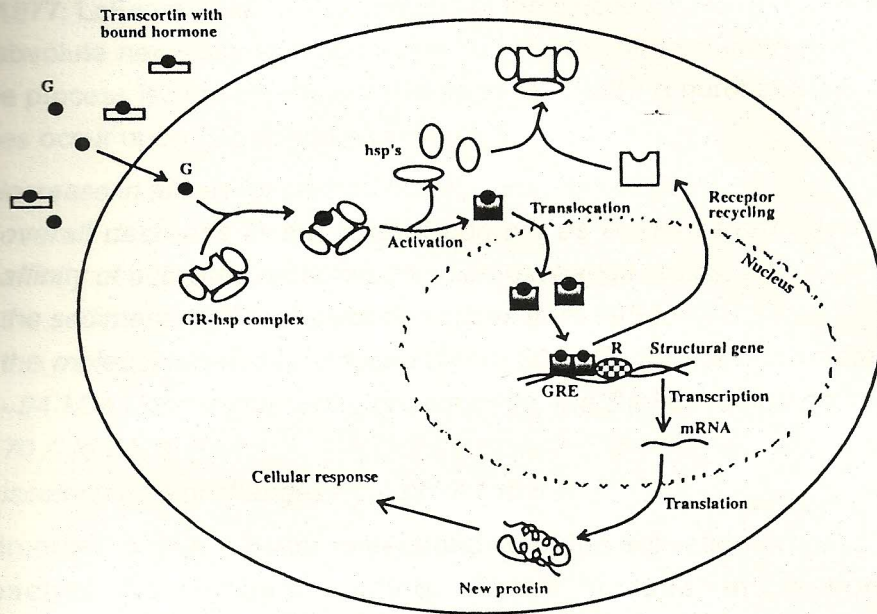 Transcortin with
bound hormone
G
G
hsp's
Activation
Translocation
Receptor
recycling
Nucleus
GR-hsp complex
R
Structural gene
GRE
Transcription
mRNA
Cellular response
Translation
New protein